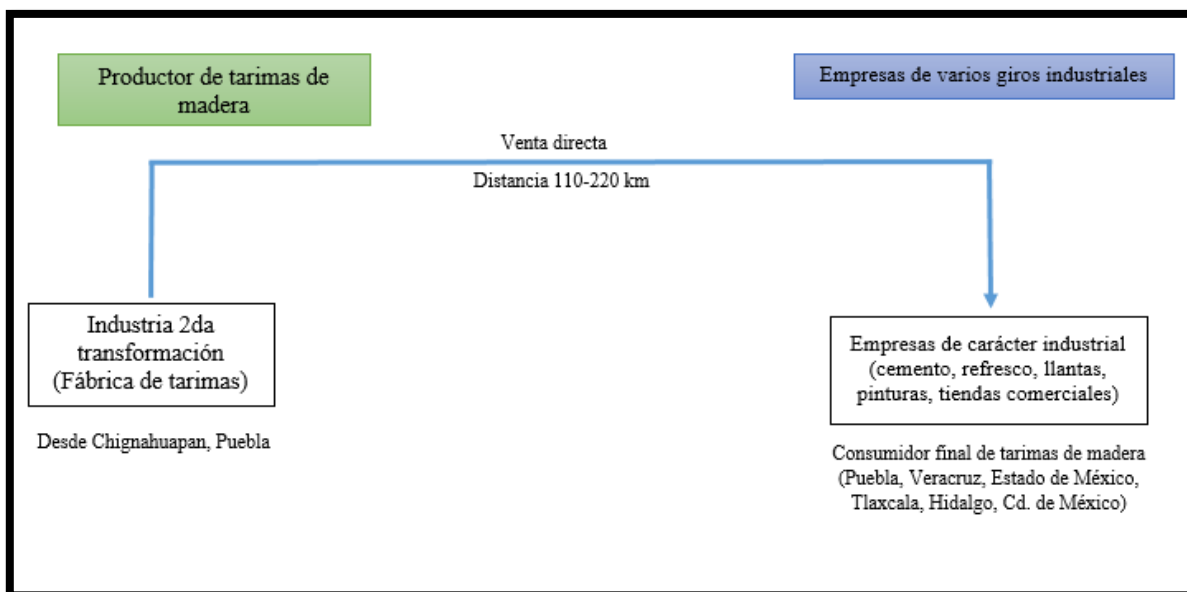 Productor de tarimas de
madera
Empresas de varios giros industriales
Venta directa
Distancia 110-220 km
Industria 2da
transformación
(Fábrica de tarimas)
Desde Chignahuapan, Puebla
Empresas de carácter industrial
(cemento, refresco, llantas,
pinturas, tiendas comerciales)
Consumidor final de tarimas de madera
(Puebla, Veracruz, Estado de México,
Tlaxcala, Hidalgo, Cd. de México)